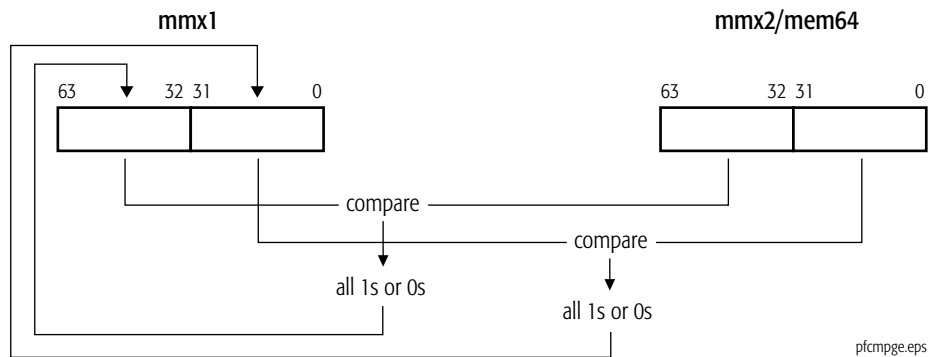 mmx1 mmx2/mem64
63 32 31 0 63 32 31 0
compare
compare
all 1s or 0s
all 1s or 0s
pfcmpge.eps